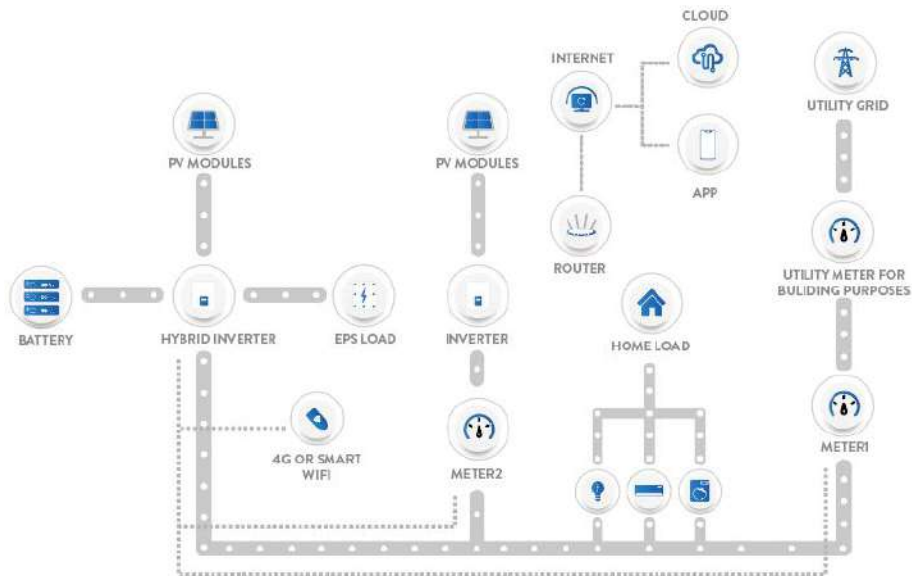 CLOUD
INTERNET
UTILITY GRID
PV MODULES
PV MODULES
APP
ROUTER
UTILITY METER FOR
BULIDING PURPOSES
BATTERY
HYBRID INVERTER
EPS LOAD
INVERTER
HOME LOAD
4G OR SMART
WIFI
METER2
METER1